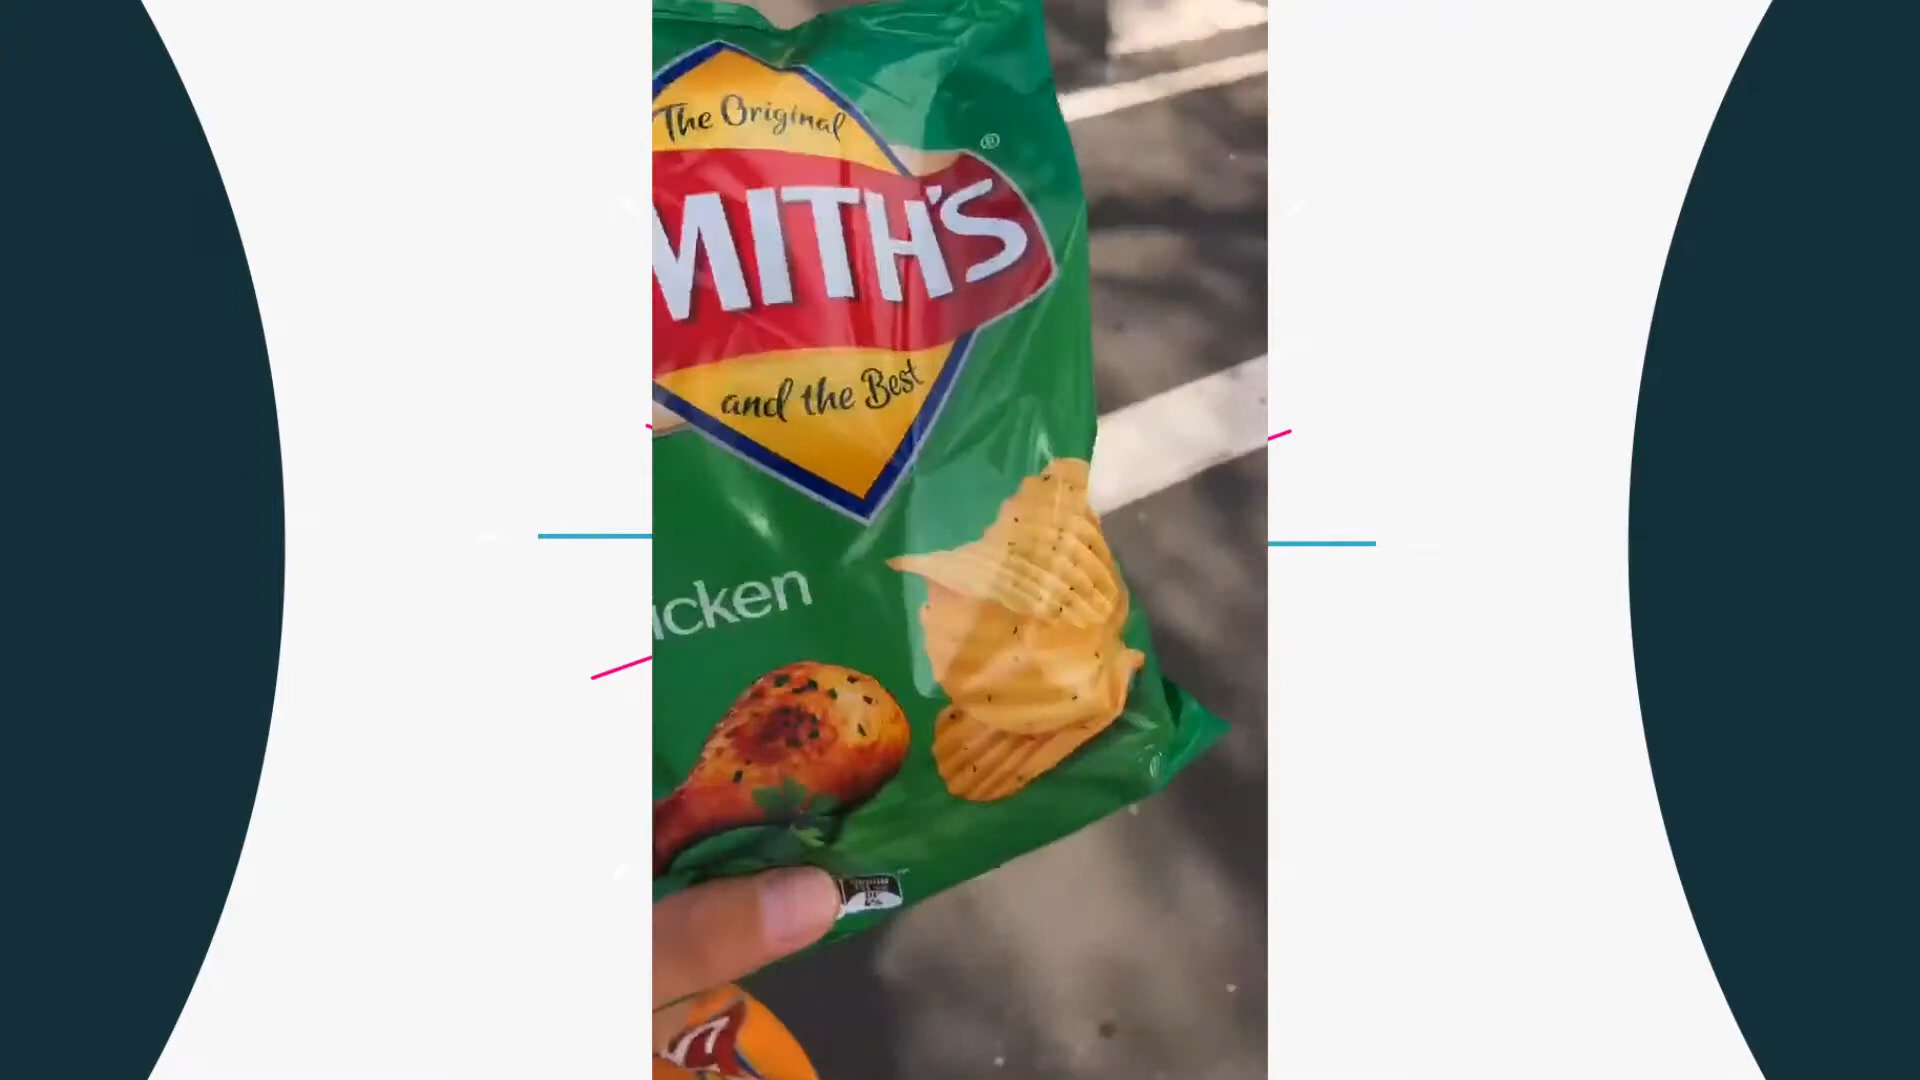 The Original
MITH'S
®
and the Best
icken